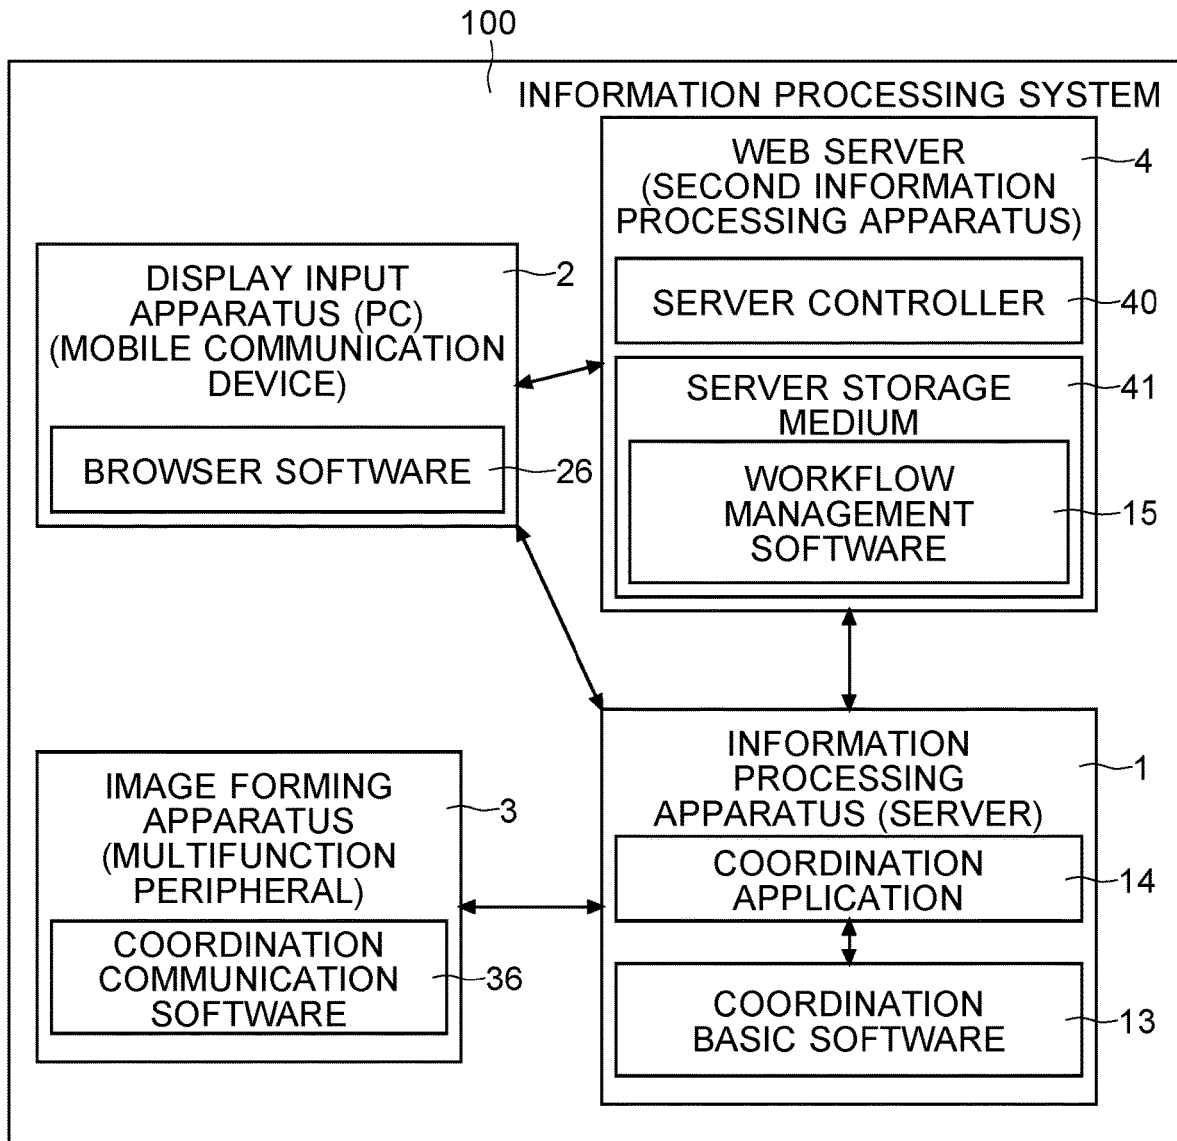 100
INFORMATION PROCESSING SYSTEM
WEB SERVER
(SECOND INFORMATION
PROCESSING APPARATUS)
4
SERVER CONTROLLER
40
SERVER STORAGE
MEDIUM
41
WORKFLOW
MANAGEMENT
SOFTWARE
15
DISPLAY INPUT
APPARATUS (PC)
(MOBILE COMMUNICATION
DEVICE)
2
BROWSER SOFTWARE
26
IMAGE FORMING
APPARATUS
(MULTIFUNCTION
PERIPHERAL)
3
COORDINATION
COMMUNICATION
SOFTWARE
36
INFORMATION
PROCESSING
APPARATUS (SERVER)
1
COORDINATION
APPLICATION
14
COORDINATION
BASIC SOFTWARE
13